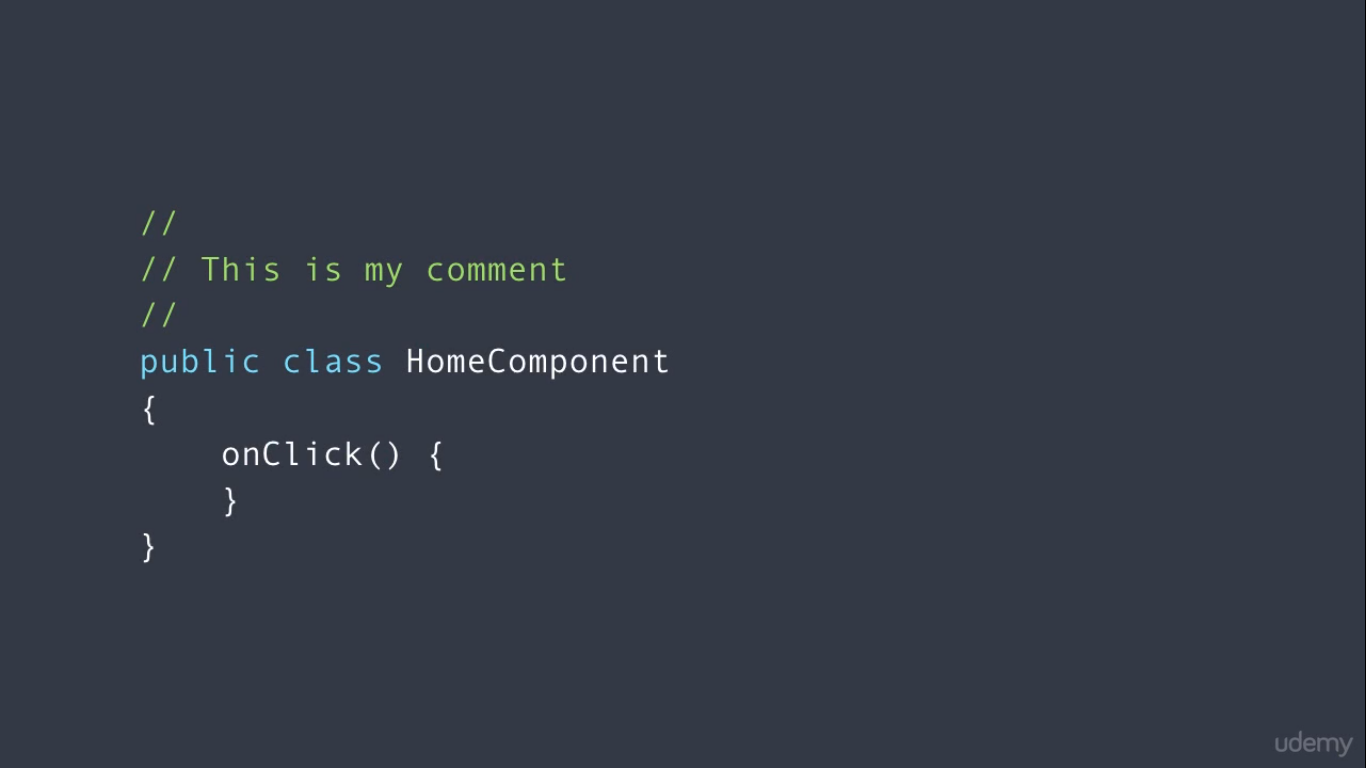 //
// This is my comment
//
public class HomeComponent
{
    onClick() {
    }
}
udemy